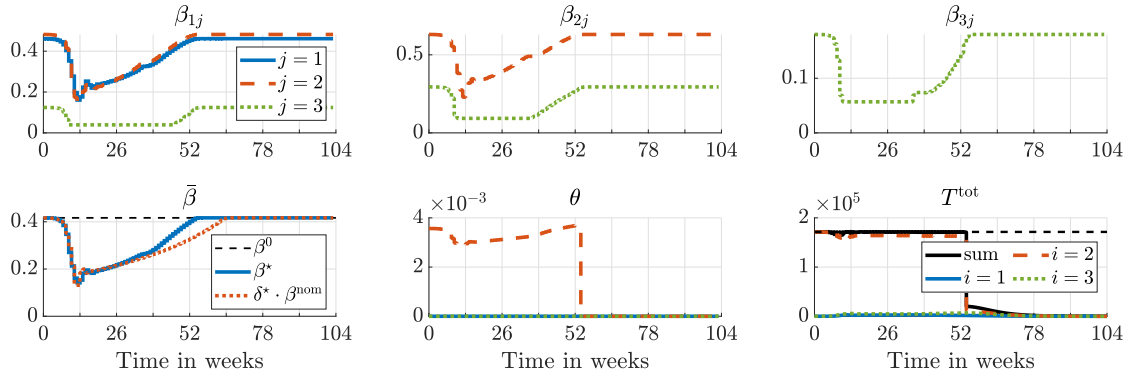 β₁ⱼ
0.4
0.2
0
j = 1
j = 2
j = 3
0 26 52 78 104
β₂ⱼ
0.5
0
0 26 52 78 104
β₃ⱼ
0.1
0
0 26 52 78 104
β̄
0.4
0.2
0
β⁰
β⋆
δ⋆ · βⁿᵒᵐ
0 26 52 78 104
Time in weeks
θ
×10⁻³
4
2
0
0 26 52 78 104
Time in weeks
Tᵗᵒᵗ
×10⁵
2
1
0
sum i = 2
i = 1 i = 3
0 26 52 78 104
Time in weeks